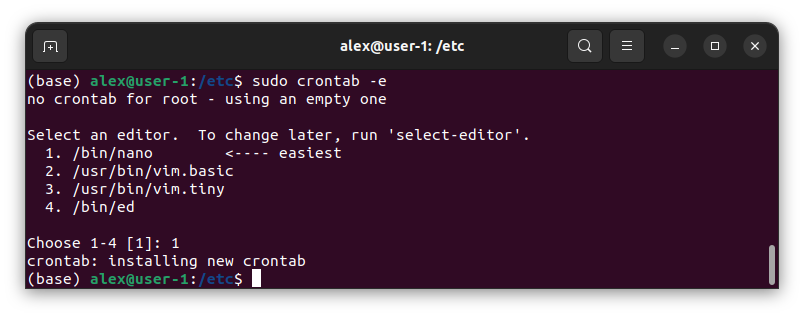 alex@user-1: /etc
(base) alex@user-1:/etc$ sudo crontab -e
no crontab for root - using an empty one

Select an editor.  To change later, run 'select-editor'.
  1. /bin/nano        <---- easiest
  2. /usr/bin/vim.basic
  3. /usr/bin/vim.tiny
  4. /bin/ed

Choose 1-4 [1]: 1
crontab: installing new crontab
(base) alex@user-1:/etc$